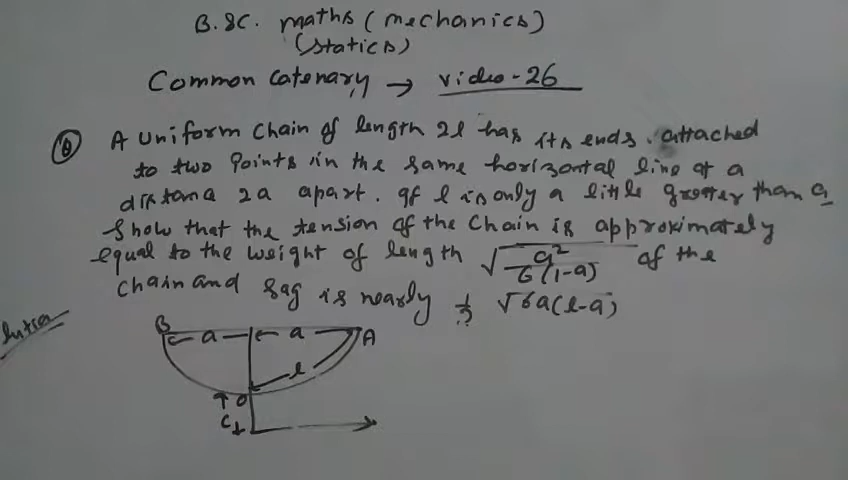 B.SC. maths (mechanics)
(statics)
Common Catenary → video-26
Q A uniform chain of length 2l has its ends attached
to two points in the same horizontal line at a
distance 2a apart. If l is only a little greater than a
show that the tension of the chain is approximately
equal to the weight of length √a²/6(l-a) of the
chain and sag is nearly ½ √6a(l-a)
B a a A
l
O
C